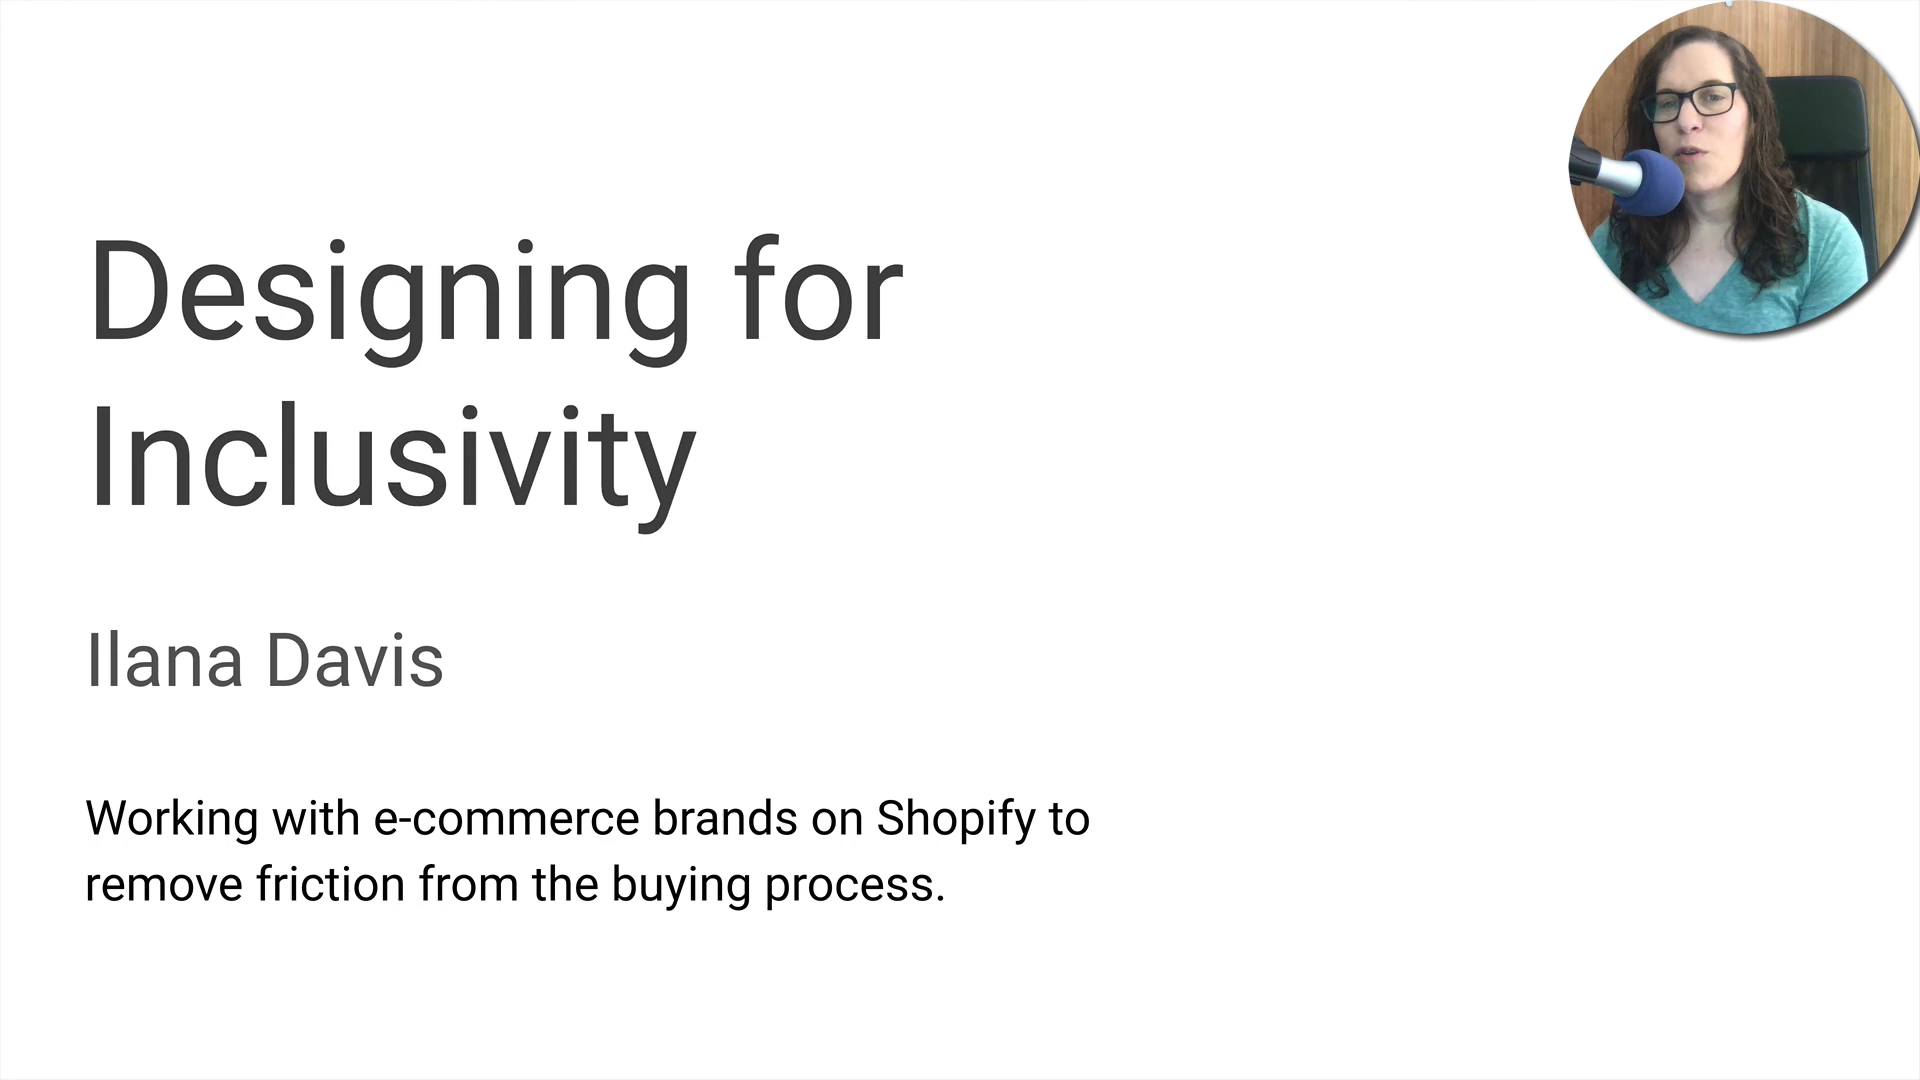 Designing for
Inclusivity
Ilana Davis
Working with e-commerce brands on Shopify to
remove friction from the buying process.